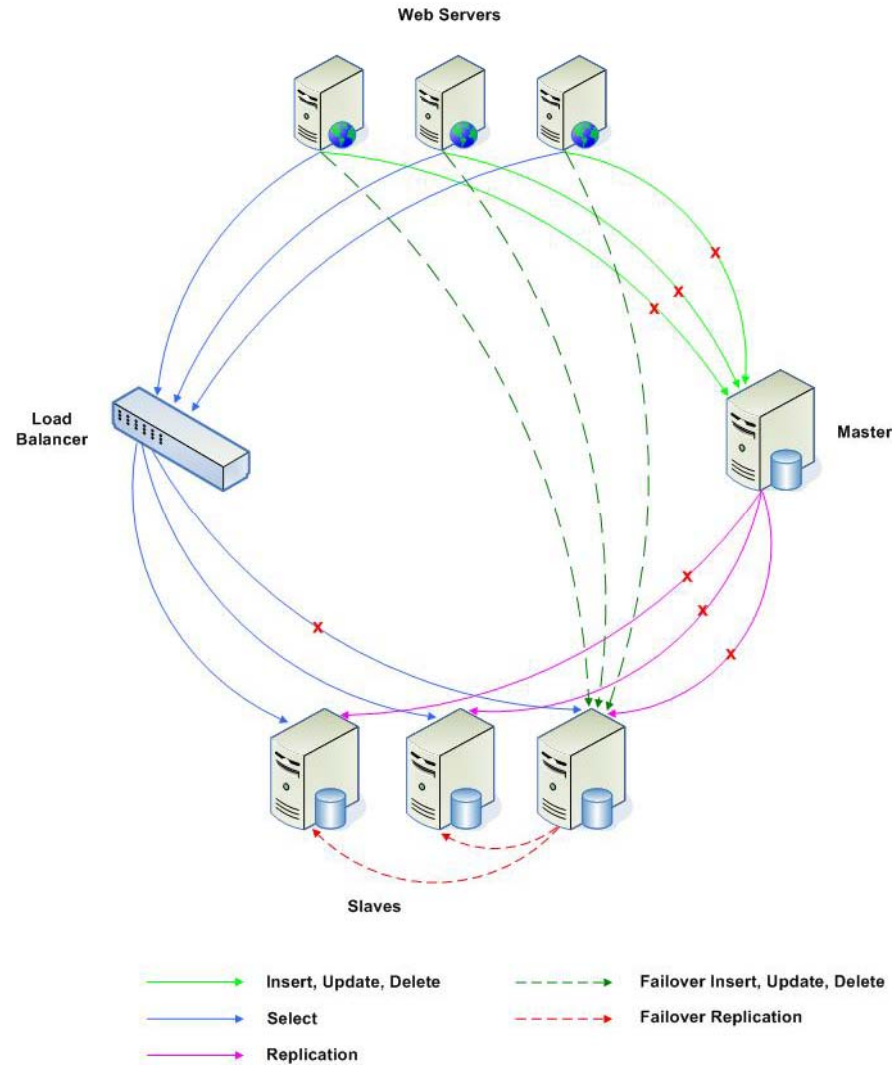 Web Servers
X
X
X
Load
Balancer
Master
X
X
X
X
Slaves
Insert, Update, Delete
Failover Insert, Update, Delete
Select
Failover Replication
Replication